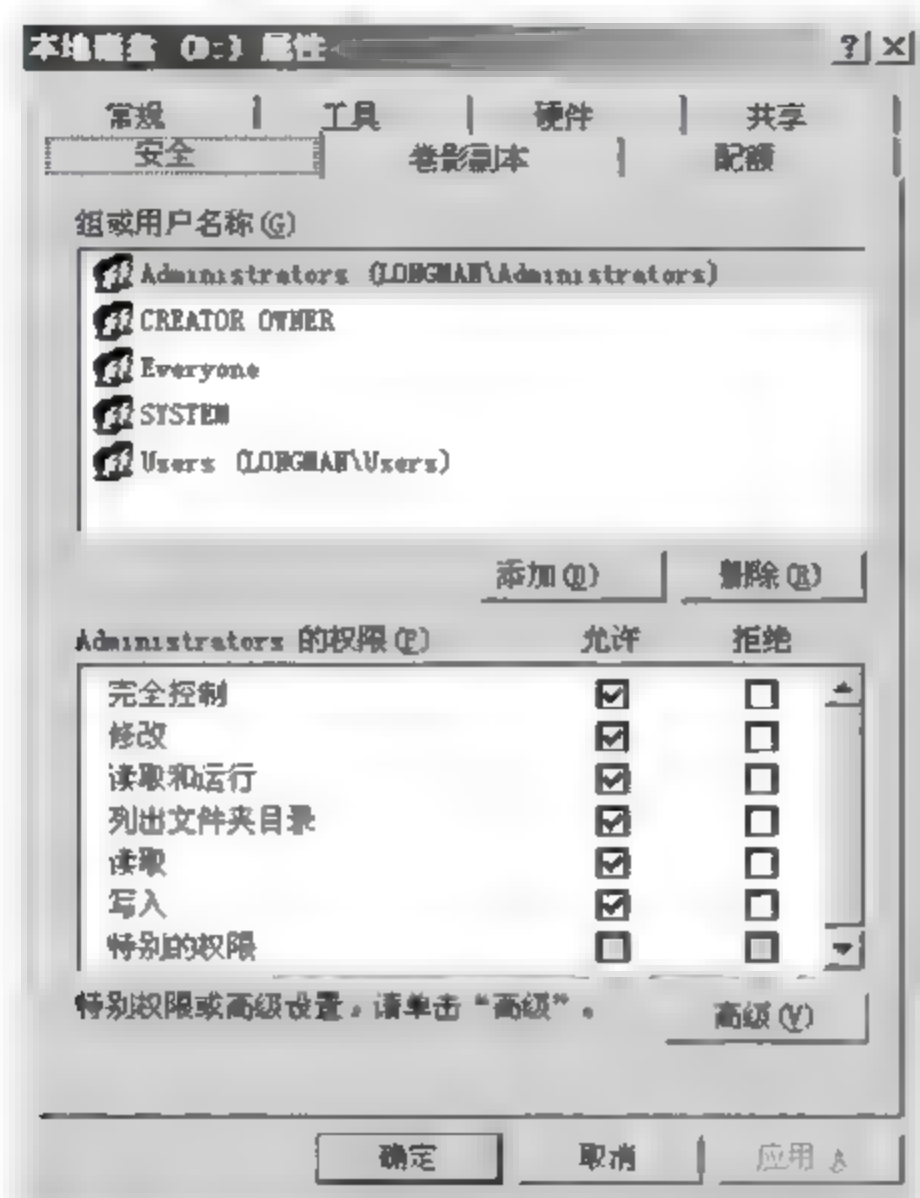 本地磁盘 (D:) 属性
? ×
常规 工具 硬件 共享
安全 卷影副本 配额
组或用户名称(G)
Administrators (LONGMAN\Administrators)
CREATOR OWNER
Everyone
SYSTEM
Users (LONGMAN\Users)
添加(D) 删除(R)
Administrators 的权限(P) 允许 拒绝
完全控制
修改
读取和运行
列出文件夹目录
读取
写入
特别的权限
特别权限或高级设置，请单击“高级”。
高级(V)
确定 取消 应用 A